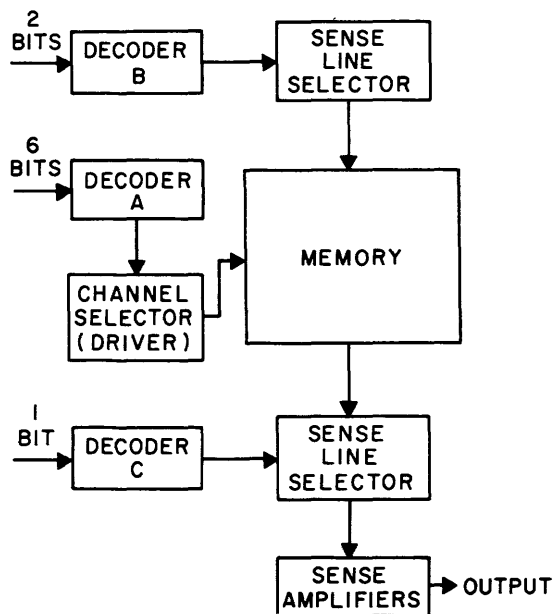 2
BITS
DECODER
B
SENSE
LINE
SELECTOR
6
BITS
DECODER
A
MEMORY
CHANNEL
SELECTOR
(DRIVER)
1
BIT
DECODER
C
SENSE
LINE
SELECTOR
SENSE
AMPLIFIERS
OUTPUT